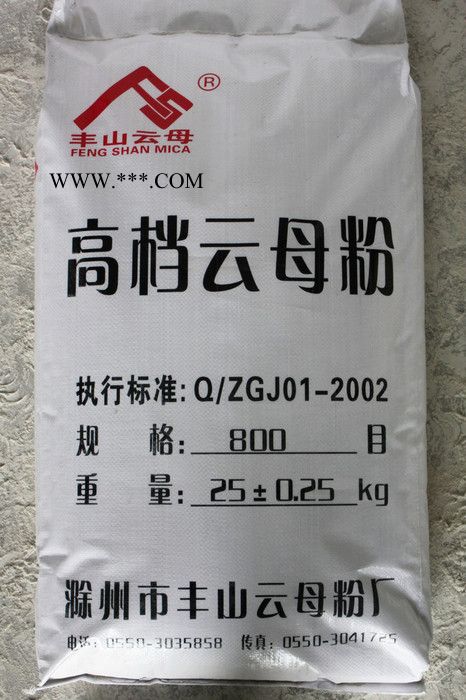 ®
丰山云母
FENG SHAN MICA
WWW.***.COM
高档云母粉
执行标准: Q/ZGJ01-2002
规 格: 800 目
重 量: 25±0.25 kg
滁州市丰山云母粉厂
电话: 0550-3035858 传真: 0550-3041725